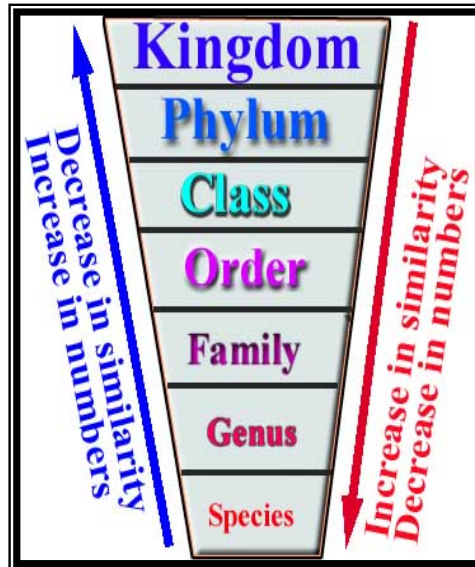 Kingdom
Phylum
Class
Order
Family
Genus
Species
Decrease in similarity
Increase in numbers
Increase in similarity
Decrease in numbers